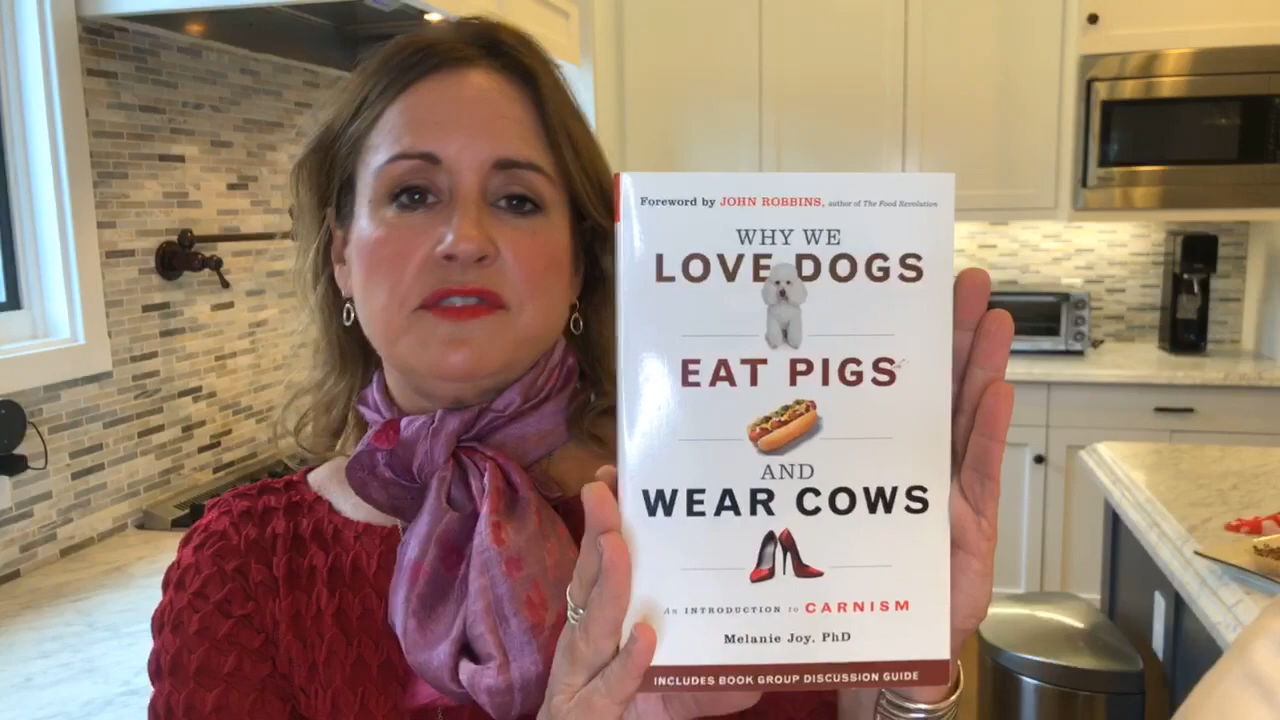 Foreword by JOHN ROBBINS, author of The Food Revolution
WHY WE
LOVE DOGS
EAT PIGS
AND
WEAR COWS
An INTRODUCTION to CARNISM
Melanie Joy, PhD
INCLUDES BOOK GROUP DISCUSSION GUIDE